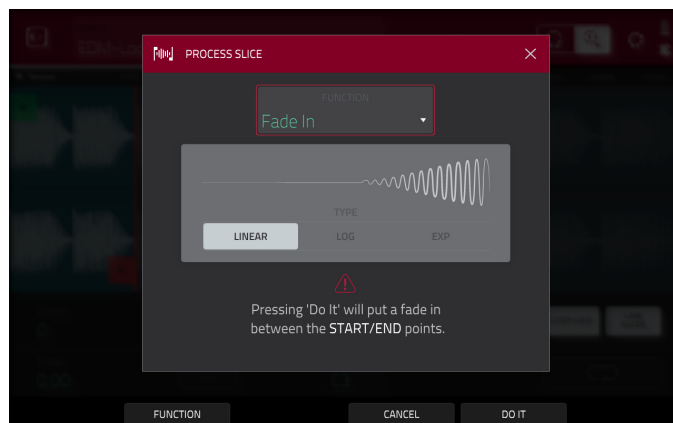 PROCESS SLICE
FUNCTION
Fade In
TYPE
LINEAR LOG EXP
Pressing 'Do It' will put a fade in
between the START/END points.
FUNCTION CANCEL DO IT